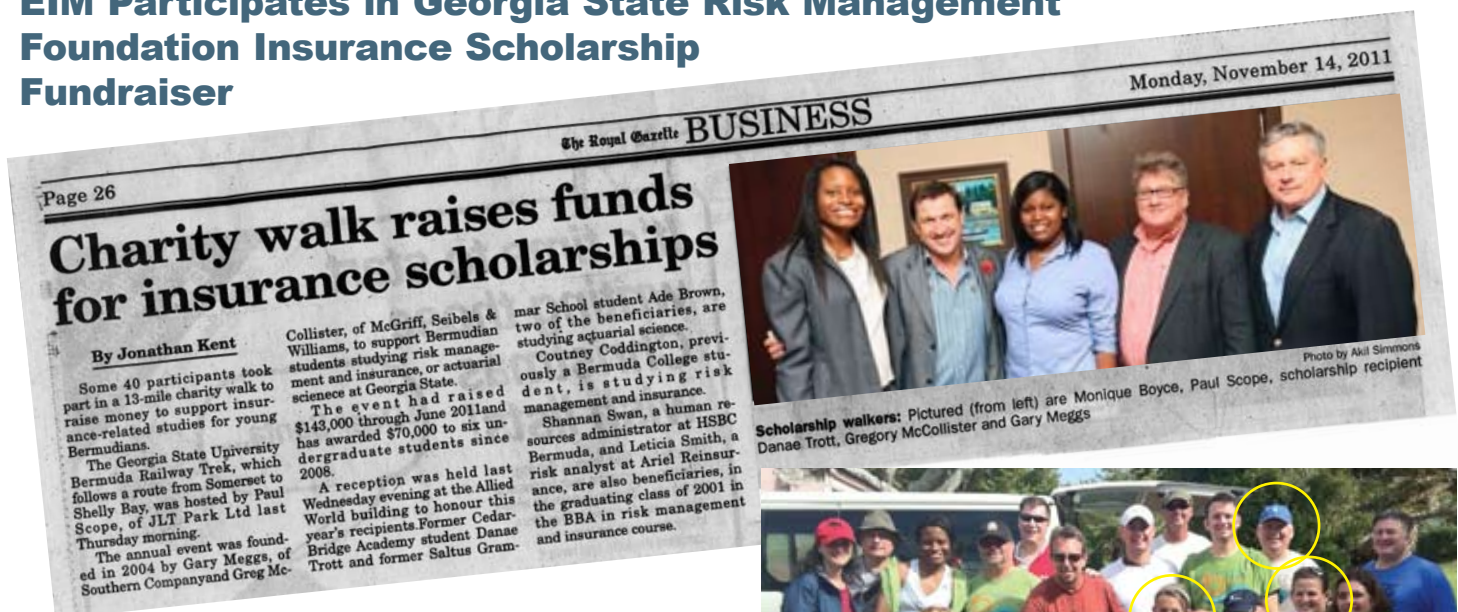 EIM Participates in Georgia State Risk Management
Foundation Insurance Scholarship
Fundraiser
The Royal Gazette BUSINESS
Monday, November 14, 2011
Page 26
Charity walk raises funds
for insurance scholarships
By Jonathan Kent
Some 40 participants took
part in a 13-mile charity walk to
raise money to support insur-
ance-related studies for young
Bermudians.
The Georgia State University
Bermuda Railway Trek, which
follows a route from Somerset to
Shelly Bay, was hosted by Paul
Scope, of JLT Park Ltd last
Thursday morning.
The annual event was found-
ed in 2004 by Gary Meggs, of
Southern Companyand Greg Mc-
Collister, of McGriff, Seibels &
Williams, to support Bermudian
students studying risk manage-
ment and insurance, or actuarial
scienece at Georgia State.
The event had raised
$143,000 through June 2011and
has awarded $70,000 to six un-
dergraduate students since
2008.
A reception was held last
Wednesday evening at the Allied
World building to honour this
year's recipients.Former Cedar-
Bridge Academy student Danae
Trott and former Saltus Gram-
mar School student Ade Brown,
two of the beneficiaries, are
studying actuarial science.
Coutney Coddington, previ-
ously a Bermuda College stu-
dent, is studying risk
management and insurance.
Shannan Swan, a human re-
sources administrator at HSBC
Bermuda, and Leticia Smith, a
risk analyst at Ariel Reinsur-
ance, are also beneficiaries, in
the graduating class of 2001 in
the BBA in risk management
and insurance course.
Photo by Akil Simmons
Scholarship walkers: Pictured (from left) are Monique Boyce, Paul Scope, scholarship recipient
Danae Trott, Gregory McCollister and Gary Meggs